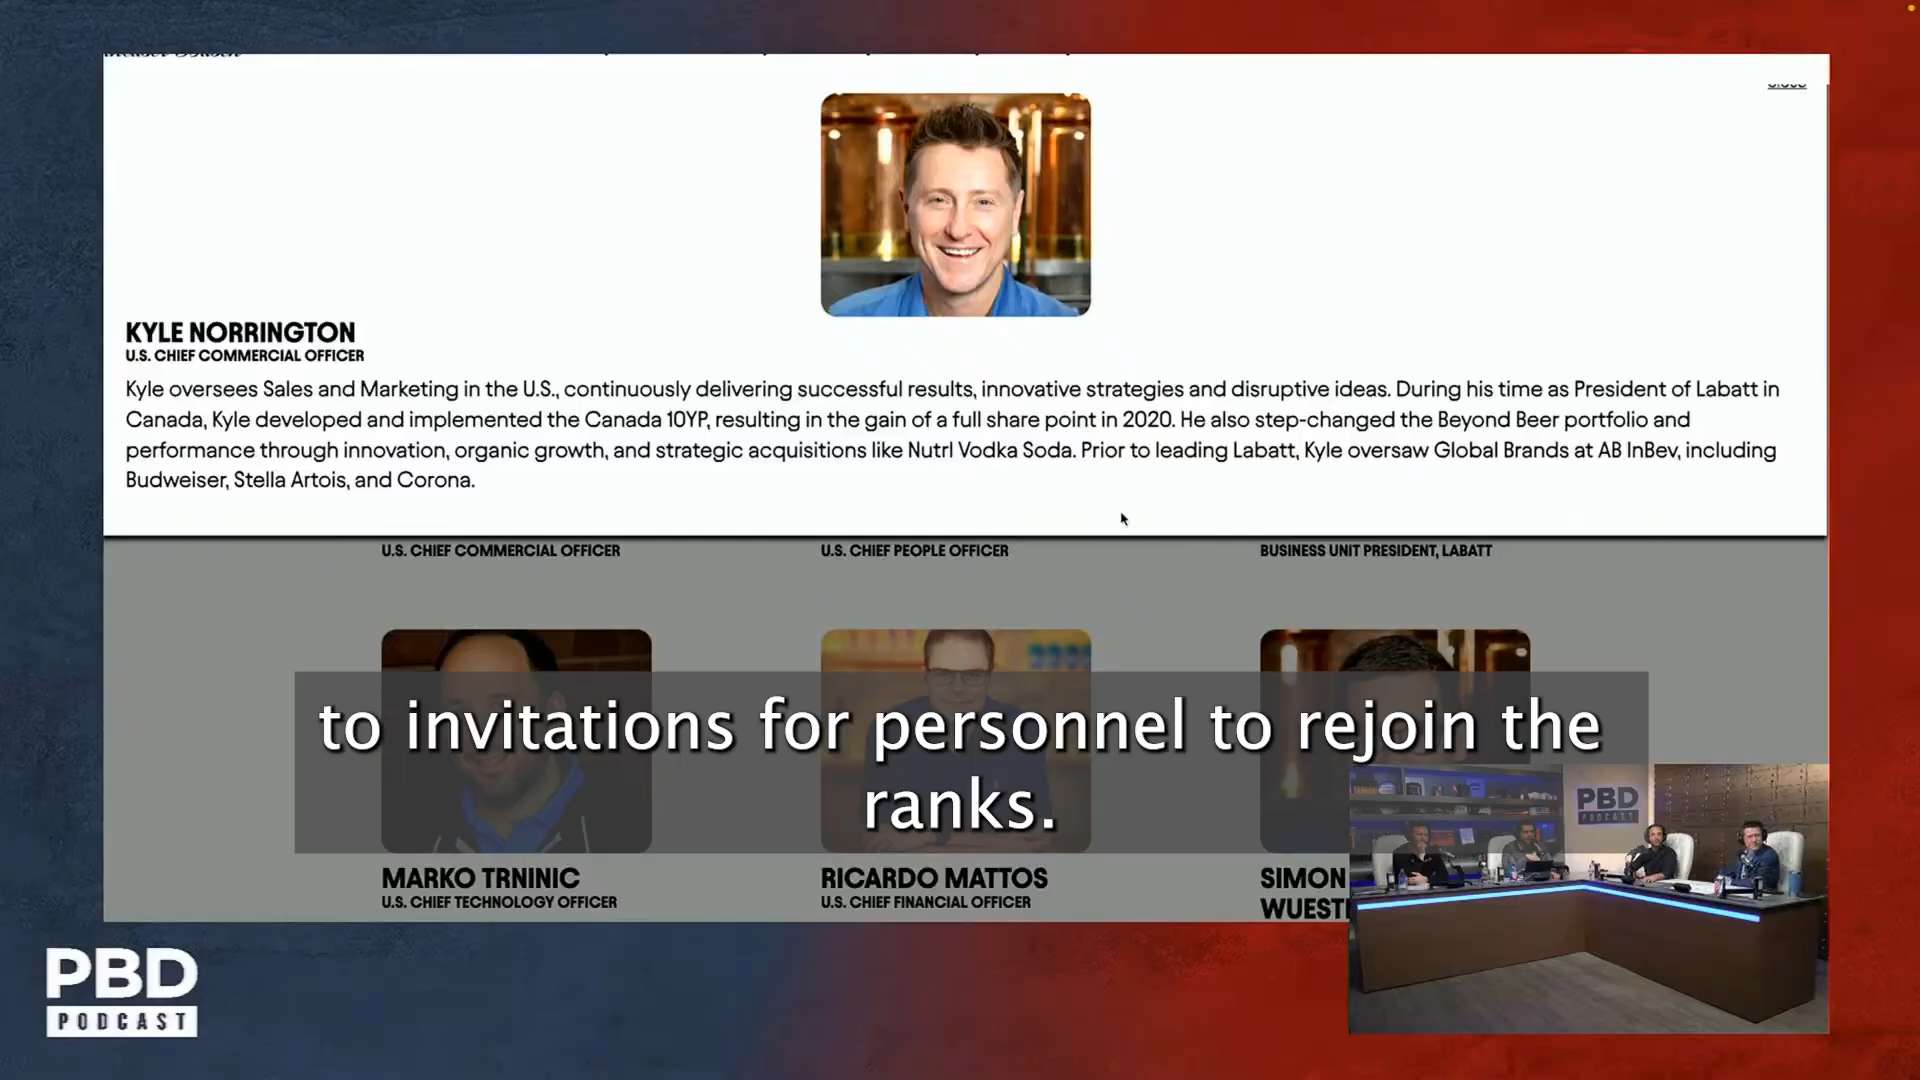 KYLE NORRINGTON
U.S. CHIEF COMMERCIAL OFFICER
Kyle oversees Sales and Marketing in the U.S., continuously delivering successful results, innovative strategies and disruptive ideas. During his time as President of Labatt in
Canada, Kyle developed and implemented the Canada 10YP, resulting in the gain of a full share point in 2020. He also step-changed the Beyond Beer portfolio and
performance through innovation, organic growth, and strategic acquisitions like Nutrl Vodka Soda. Prior to leading Labatt, Kyle oversaw Global Brands at AB InBev, including
Budweiser, Stella Artois, and Corona.
U.S. CHIEF COMMERCIAL OFFICER
U.S. CHIEF PEOPLE OFFICER
BUSINESS UNIT PRESIDENT, LABATT
to invitations for personnel to rejoin the
ranks.
MARKO TRNINIC
U.S. CHIEF TECHNOLOGY OFFICER
RICARDO MATTOS
U.S. CHIEF FINANCIAL OFFICER
SIMON
PBD
PODCAST
PBD
PODCAST